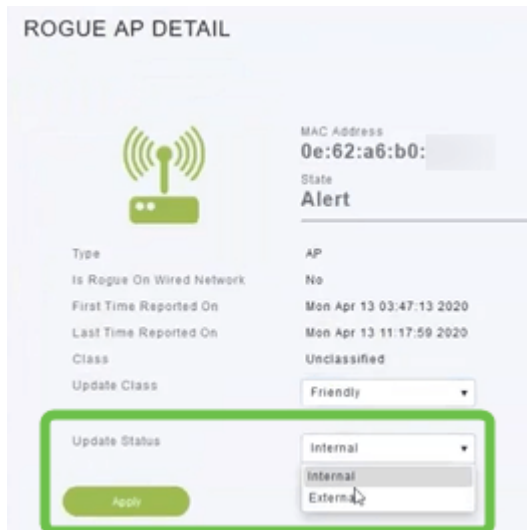 ROGUE AP DETAIL
MAC Address
0e:62:a6:b0:
State
Alert
Type AP
Is Rogue On Wired Network No
First Time Reported On Mon Apr 13 03:47:13 2020
Last Time Reported On Mon Apr 13 11:17:59 2020
Class Unclassified
Update Class Friendly
Update Status Internal
Internal
External
Apply